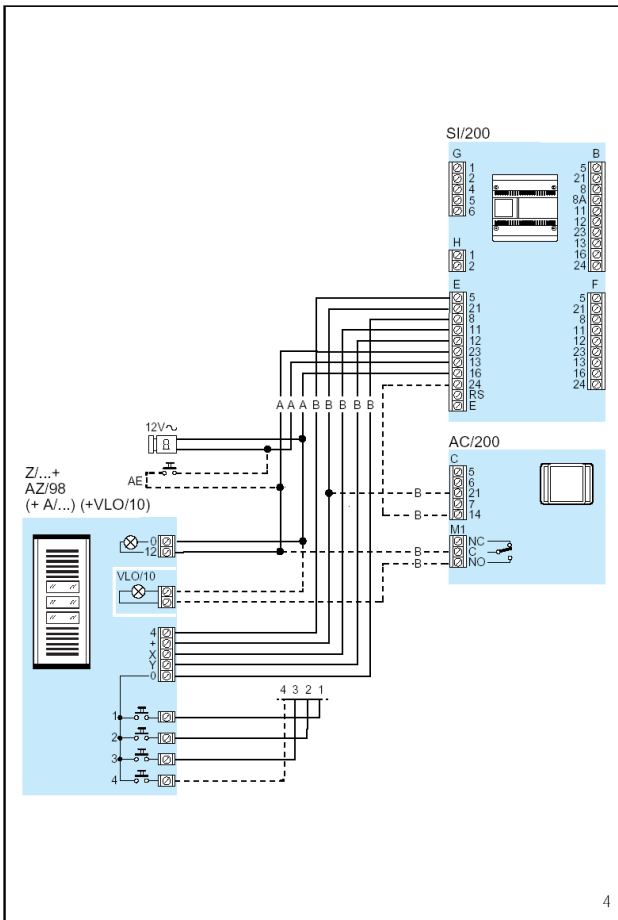 SI/200
G
1
2
4
5
6
H
1
2
E
5
21
8
11
12
23
13
16
24
RS
E
B
5
21
8
8A
11
12
23
13
16
24
F
5
21
8
11
12
23
13
16
24
A A A B B B B B
12V~
8
AE
Z/...+
AZ/98
(+ A/...) (+VLO/10)
0
12
VLO/10
4
+
X
Y
0
1
2
3
4
4 3 2 1
AC/200
C
5
6
21
7
14
M1
NC
C
NO
B
B
B
B
4